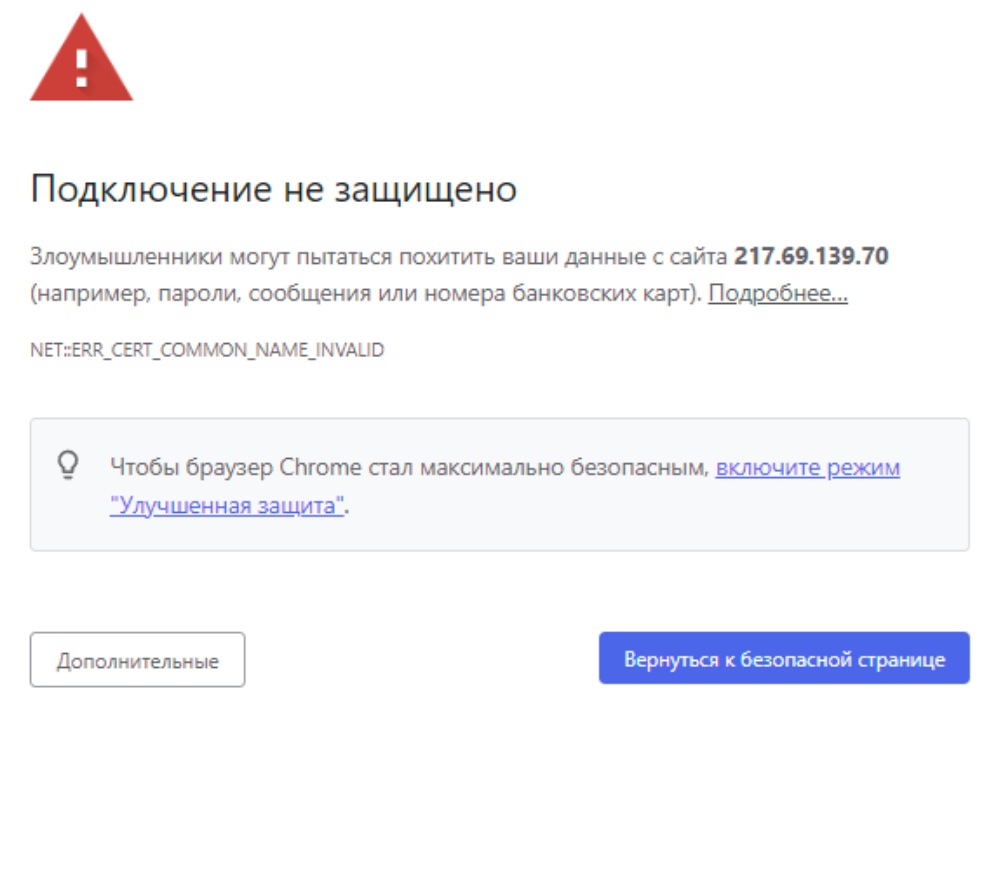 Подключение не защищено
Злоумышленники могут пытаться похитить ваши данные с сайта 217.69.139.70
(например, пароли, сообщения или номера банковских карт). Подробнее...
NET::ERR_CERT_COMMON_NAME_INVALID
Чтобы браузер Chrome стал максимально безопасным, включите режим
"Улучшенная защита".
Дополнительные
Вернуться к безопасной странице